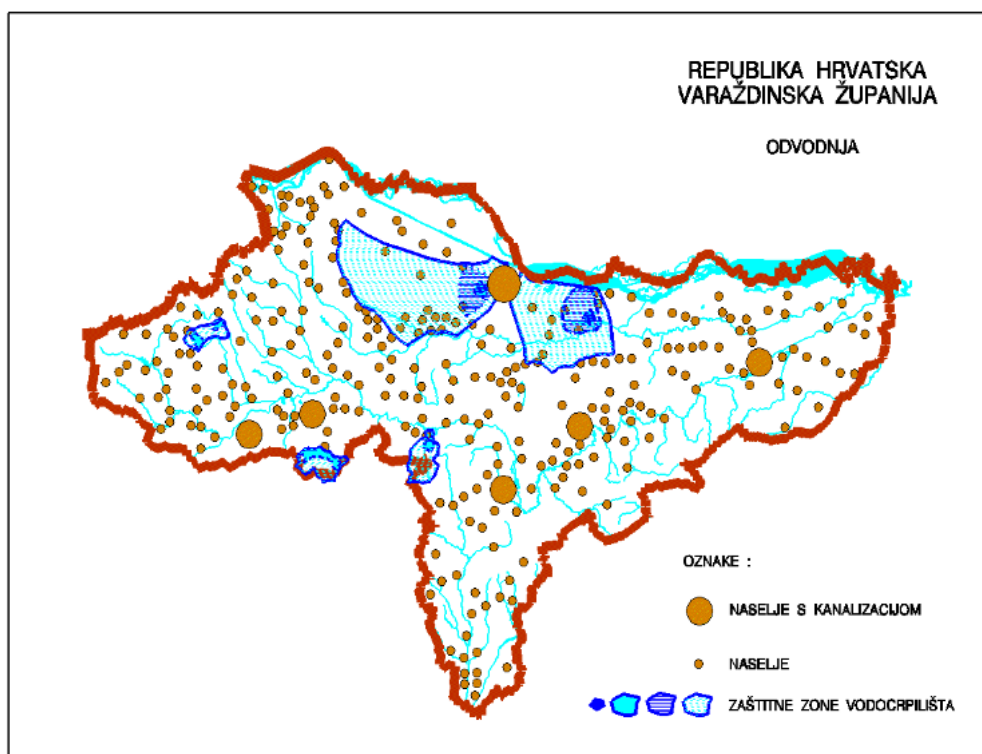 REPUBLIKA HRVATSKA
VARAŽDINSKA ŽUPANIJA
ODVODNJA
OZNAKE :
NASELJE S KANALIZACIJOM
NASELJE
ZAŠTITNE ZONE VODOCRPILIŠTA